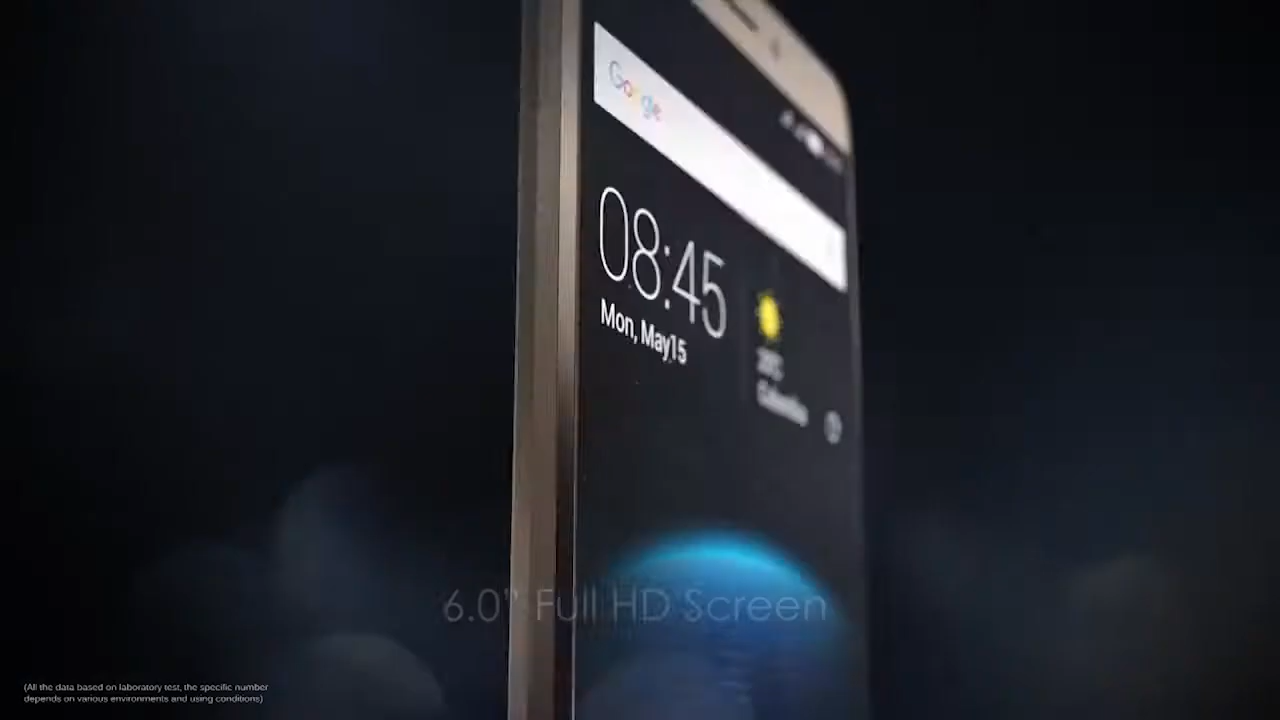 Google
08:45
Mon, May15
6.0" Full HD Screen
(All the data based on laboratory test, the specific number
depends on various environments and using conditions)